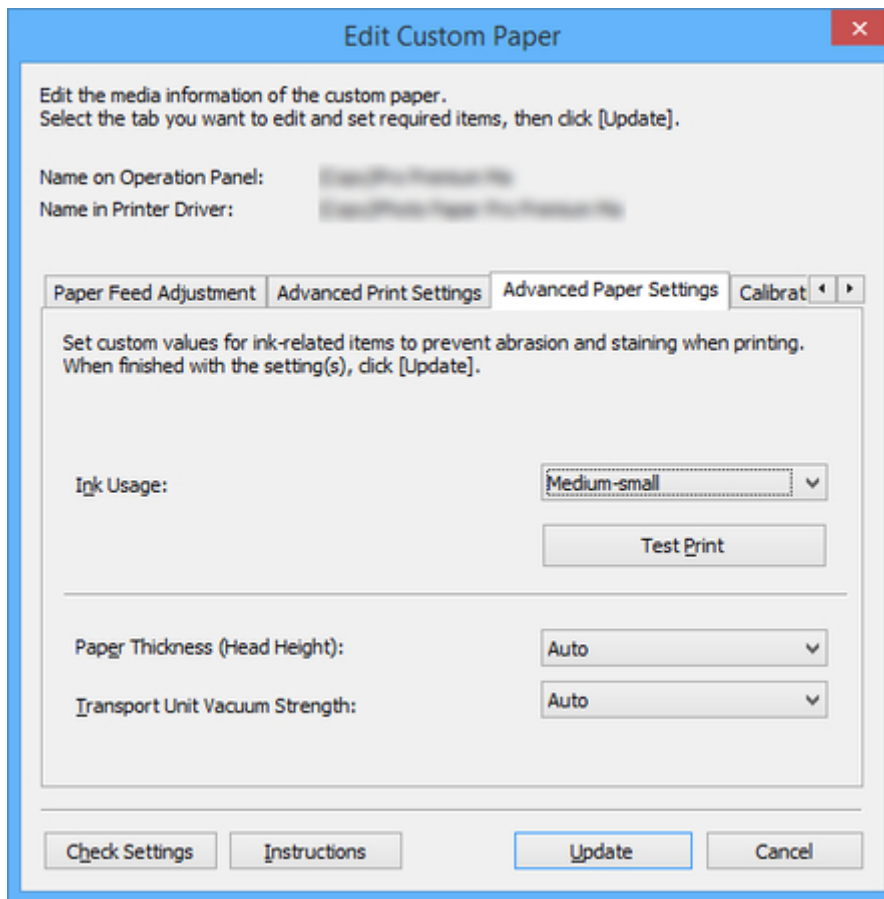 Edit Custom Paper
Edit the media information of the custom paper.
Select the tab you want to edit and set required items, then click [Update].
Name on Operation Panel:
Name in Printer Driver:
Paper Feed Adjustment Advanced Print Settings Advanced Paper Settings Calibrat
Set custom values for ink-related items to prevent abrasion and staining when printing.
When finished with the setting(s), click [Update].
Ink Usage: Medium-small
Test Print
Paper Thickness (Head Height): Auto
Transport Unit Vacuum Strength: Auto
Check Settings Instructions Update Cancel